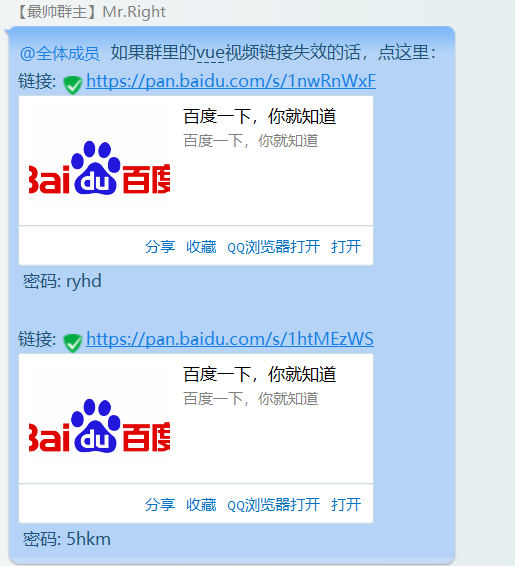 【最帅群主】Mr.Right
@全体成员 如果群里的vue视频链接失效的话，点这里：
链接: https://pan.baidu.com/s/1nwRnWxF
百度一下，你就知道
百度一下，你就知道
Bai du 百度
分享 收藏 QQ浏览器打开 打开
密码: ryhd
链接: https://pan.baidu.com/s/1htMEzWS
百度一下，你就知道
百度一下，你就知道
Bai du 百度
分享 收藏 QQ浏览器打开 打开
密码: 5hkm